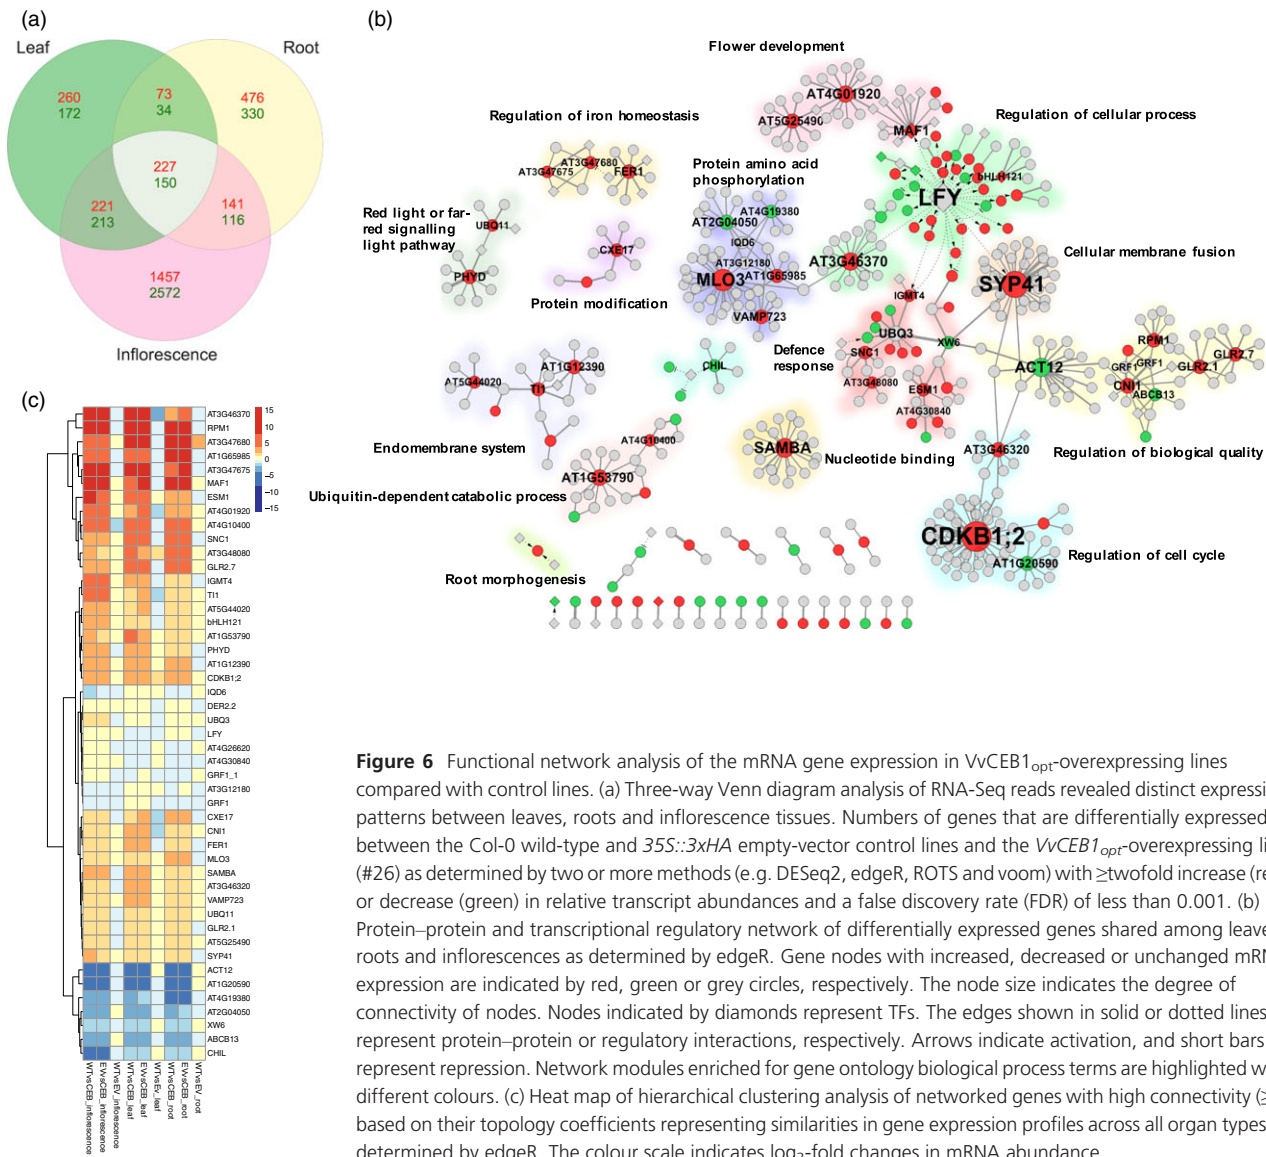 (a)
Leaf
Root
260
172
73
34
476
330
227
150
221
213
141
116
1457
2572
Inflorescence
(b)
Flower development
AT4G01920
AT5G25490
MAF1
Regulation of cellular process
bHLH121
LFY
Regulation of iron homeostasis
AT3G47680
AT3G47675
FER1
Protein amino acid
phosphorylation
AT4G19380
AT2G04050
IQD6
AT3G12180
MLO3
AT1G65985
VAMP723
AT3G46370
Red light or far-
red signalling
light pathway
UBQ11
PHYD
CXE17
Protein modification
Cellular membrane fusion
SYP41
IGMT4
UBQ3
XW6
Defence
response
SNC1
AT3G48080
ESM1
AT4G30840
ACT12
RPM1
GRF1
GRF1
CNI1
ABCB13
GLR2.1
GLR2.7
Regulation of biological quality
CHIL
AT1G12390
AT5G44020
TI1
Endomembrane system
AT4G10400
AT1G53790
Ubiquitin-dependent catabolic process
SAMBA
Nucleotide binding
AT3G46320
CDKB1;2
AT1G20590
Regulation of cell cycle
Root morphogenesis
(c)
15
10
5
0
−5
−10
−15
AT3G46370
RPM1
AT3G47680
AT1G65985
AT3G47675
MAF1
ESM1
AT4G01920
AT4G10400
SNC1
AT3G48080
GLR2.7
IGMT4
TI1
AT5G44020
bHLH121
AT1G53790
PHYD
AT1G12390
CDKB1;2
IQD6
DER2.2
UBQ3
LFY
AT4G26620
AT4G30840
GRF1_1
AT3G12180
GRF1
CXE17
CNI1
FER1
MLO3
SAMBA
AT3G46320
VAMP723
UBQ11
GLR2.1
AT5G25490
SYP41
ACT12
AT1G20590
AT4G19380
AT2G04050
XW6
ABCB13
CHIL
WTvsCEB_inflorescence
EVvsCEB_inflorescence
WTvsEV_inflorescence
WTvsCEB_leaf
EVvsCEB_leaf
WTvsEv_leaf
WTvsCEB_root
EVvsCEB_root
WTvsEV_root
Figure 6 Functional network analysis of the mRNA gene expression in VvCEB1opt-overexpressing lines
compared with control lines. (a) Three-way Venn diagram analysis of RNA-Seq reads revealed distinct expressi
patterns between leaves, roots and inflorescence tissues. Numbers of genes that are differentially expressed
between the Col-0 wild-type and 35S::3xHA empty-vector control lines and the VvCEB1opt-overexpressing li
(#26) as determined by two or more methods (e.g. DESeq2, edgeR, ROTS and voom) with ≥twofold increase (re
or decrease (green) in relative transcript abundances and a false discovery rate (FDR) of less than 0.001. (b)
Protein–protein and transcriptional regulatory network of differentially expressed genes shared among leave
roots and inflorescences as determined by edgeR. Gene nodes with increased, decreased or unchanged mR
expression are indicated by red, green or grey circles, respectively. The node size indicates the degree of
connectivity of nodes. Nodes indicated by diamonds represent TFs. The edges shown in solid or dotted lines
represent protein–protein or regulatory interactions, respectively. Arrows indicate activation, and short bars
represent repression. Network modules enriched for gene ontology biological process terms are highlighted w
different colours. (c) Heat map of hierarchical clustering analysis of networked genes with high connectivity (≥
based on their topology coefficients representing similarities in gene expression profiles across all organ types
determined by edgeR. The colour scale indicates log2-fold changes in mRNA abundance.